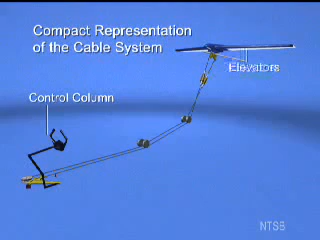 Compact Representation
of the Cable System
Elevators
Control Column
NTSB